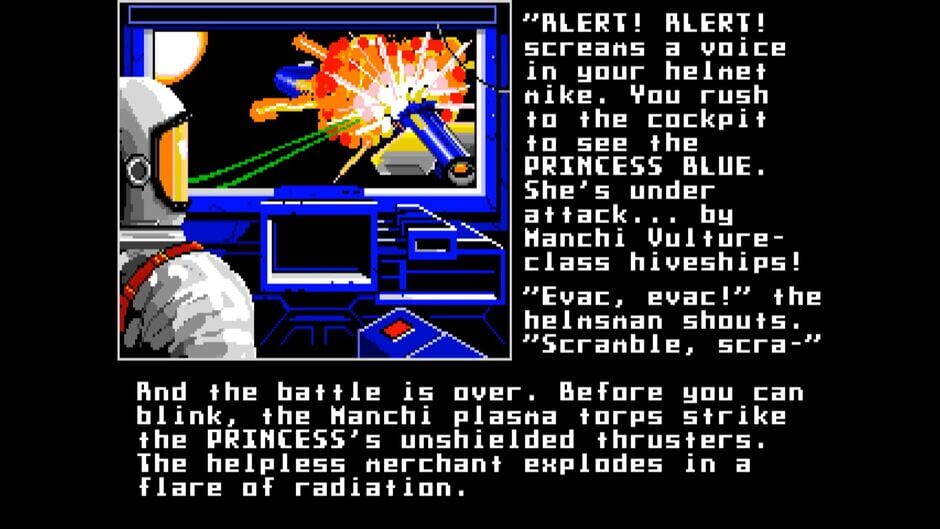 "ALERT! ALERT!
screams a voice
in your helmet
mike. You rush
to the cockpit
to see the
PRINCESS BLUE.
She's under
attack... by
Manchi Vulture-
class hiveships!
"Evac, evac!" the
helmsman shouts.
"Scramble, scra-"
And the battle is over. Before you can
blink, the Manchi plasma torps strike
the PRINCESS's unshielded thrusters.
The helpless merchant explodes in a
flare of radiation.